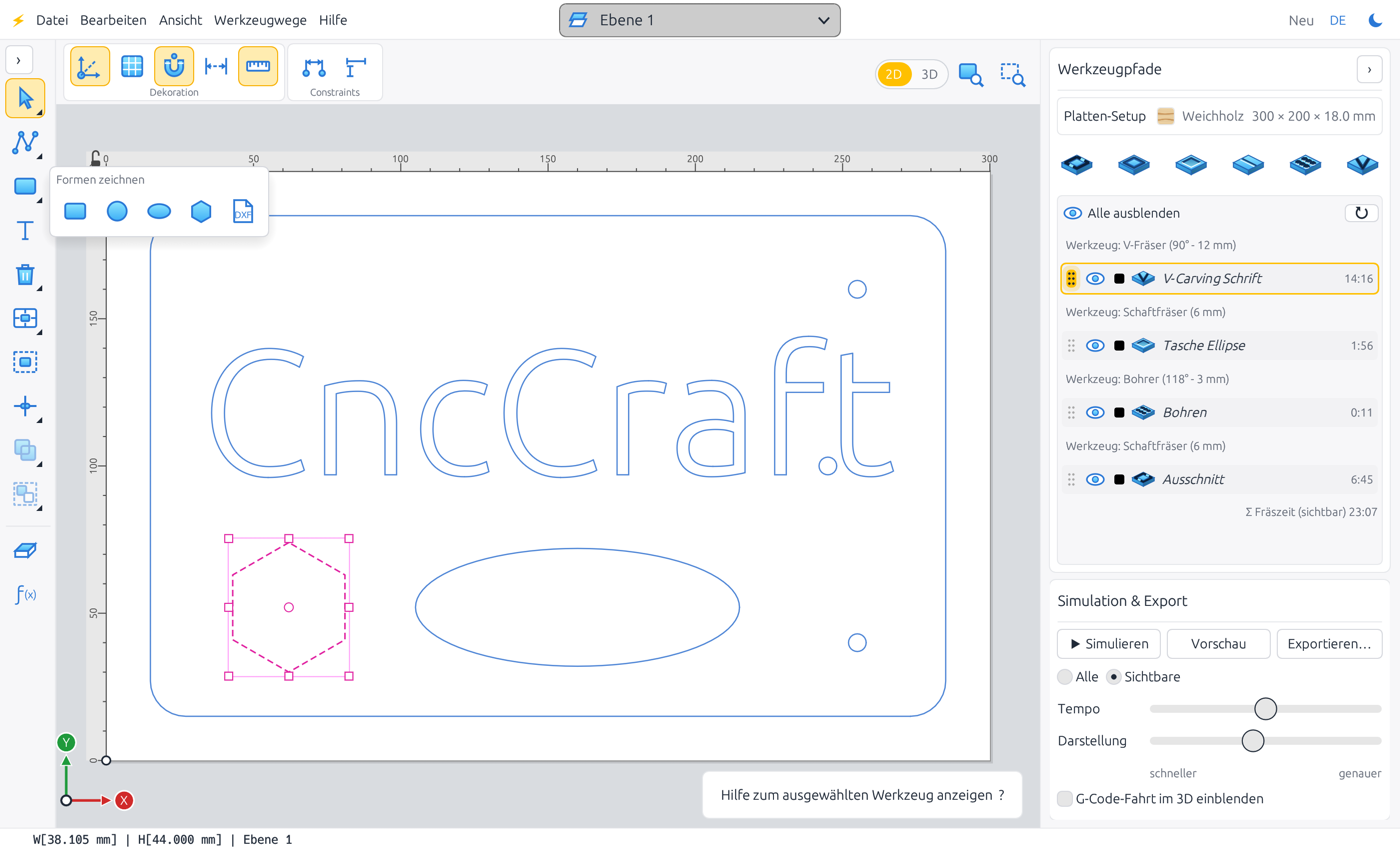 Datei Bearbeiten Ansicht Werkzeugwege Hilfe
Ebene 1
Neu DE
Dekoration
Constraints
2D 3D
Formen zeichnen
DXF
f(x)
0 50 100 150 200 250 300
150
100
50
0
CncCraf.t
Y
X
Hilfe zum ausgewählten Werkzeug anzeigen ?
Werkzeugpfade
Platten-Setup Weichholz 300 × 200 × 18.0 mm
Alle ausblenden
Werkzeug: V-Fräser (90° - 12 mm)
V-Carving Schrift 14:16
Werkzeug: Schaftfräser (6 mm)
Tasche Ellipse 1:56
Werkzeug: Bohrer (118° - 3 mm)
Bohren 0:11
Werkzeug: Schaftfräser (6 mm)
Ausschnitt 6:45
Σ Fräszeit (sichtbar) 23:07
Simulation & Export
Simulieren Vorschau Exportieren…
Alle Sichtbare
Tempo
Darstellung
schneller genauer
G-Code-Fahrt im 3D einblenden
W[38.105 mm] | H[44.000 mm] | Ebene 1